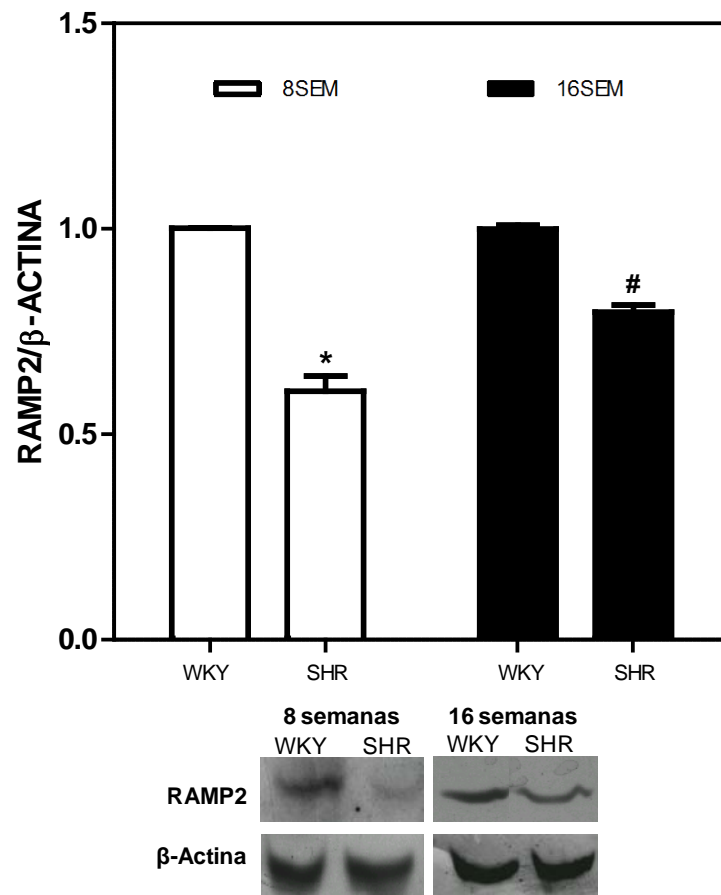 1.5
8SEM
16SEM
RAMP2/β-ACTINA
1.0
#
*
0.5
0.0
WKY
SHR
WKY
SHR
8 semanas
16 semanas
WKY
SHR
WKY
SHR
RAMP2
β-Actina